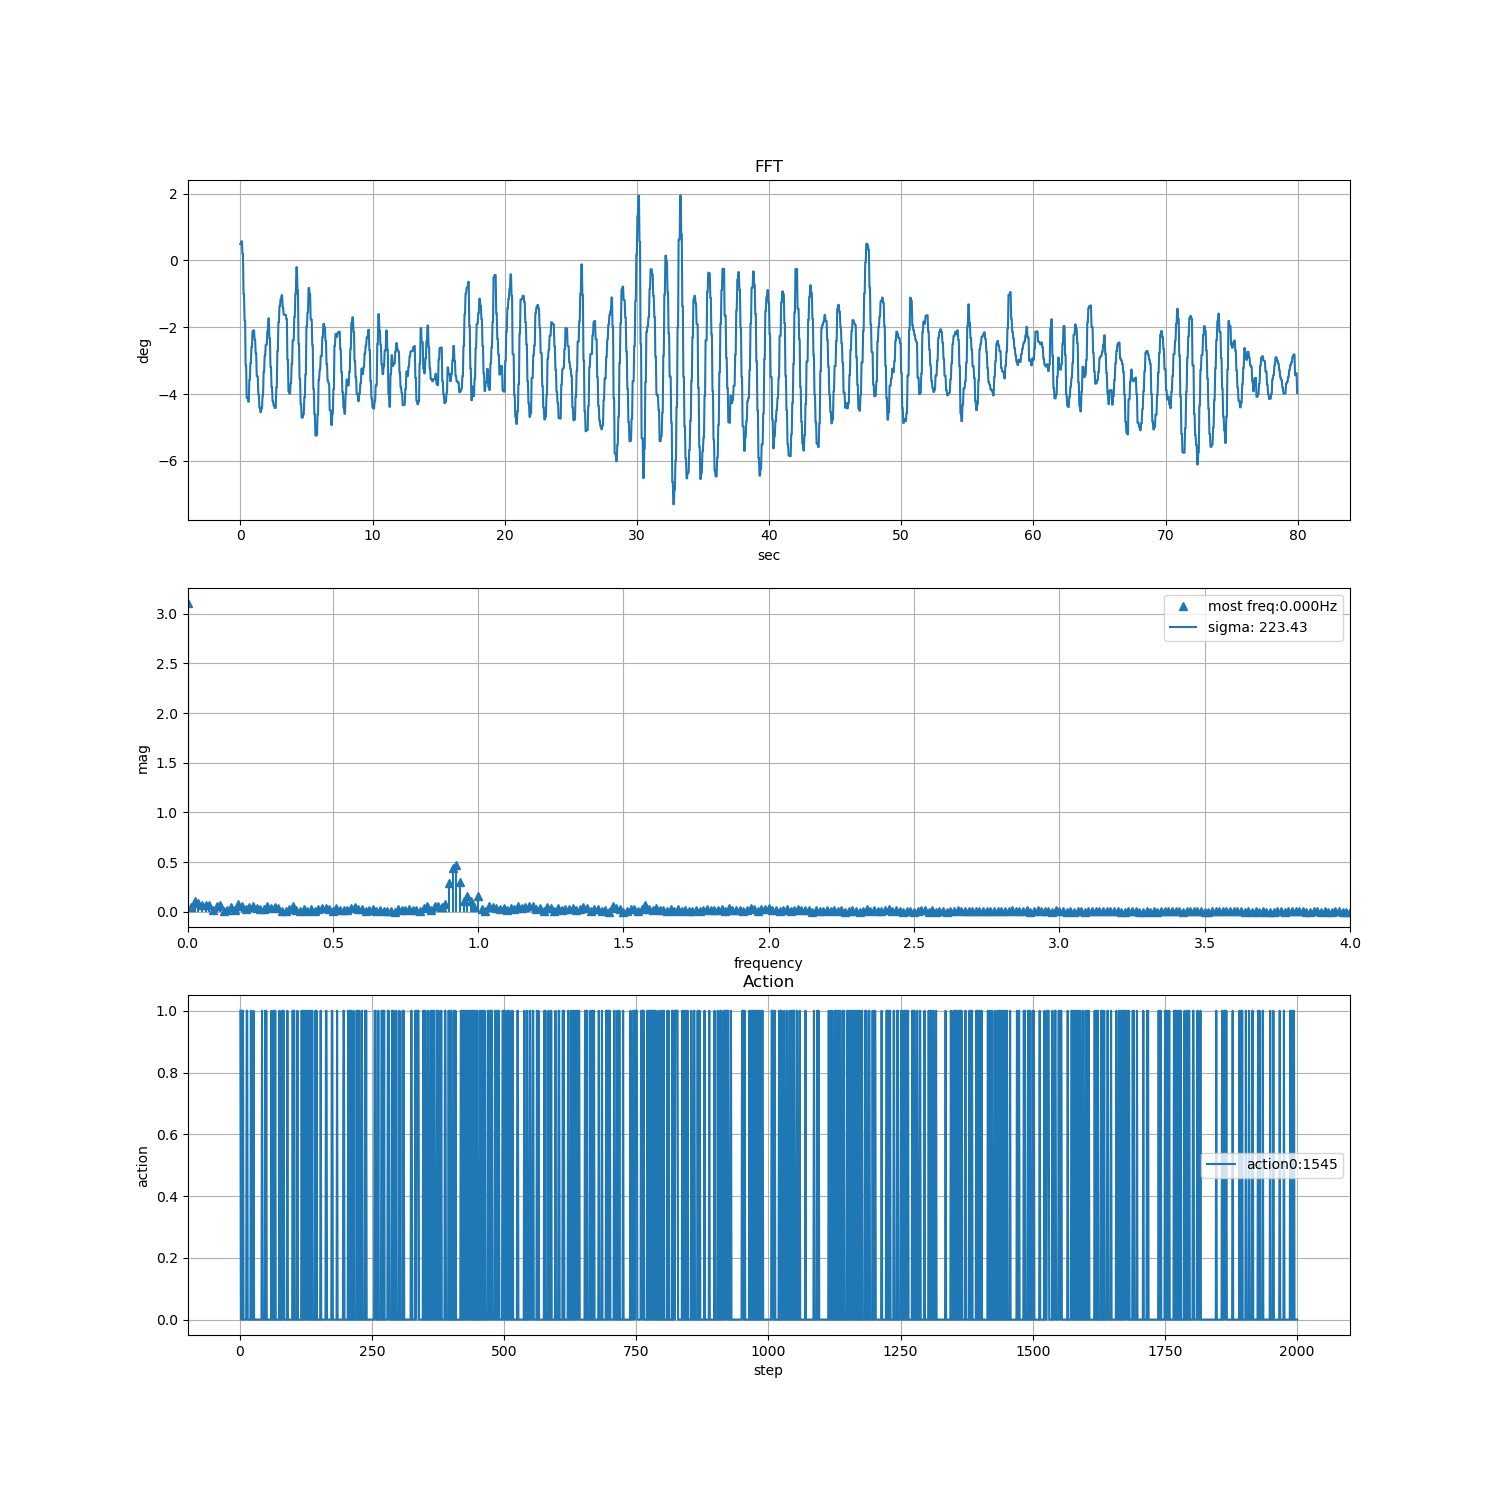 FFT
2
0
−2
−4
−6
deg
0 10 20 30 40 50 60 70 80
sec
most freq:0.000Hz
sigma: 223.43
3.0
2.5
2.0
1.5
1.0
0.5
0.0
mag
0.0 0.5 1.0 1.5 2.0 2.5 3.0 3.5 4.0
frequency
Action
1.0
0.8
0.6
0.4
0.2
0.0
action
action0:1545
0 250 500 750 1000 1250 1500 1750 2000
step